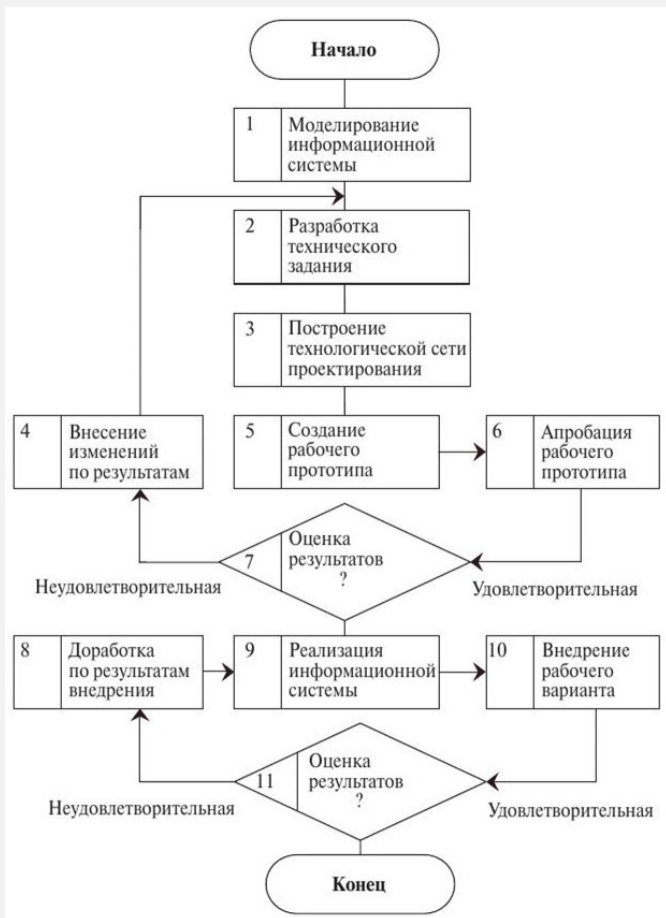 Начало
1
Моделирование
информационной
системы
2
Разработка
технического
задания
3
Построение
технологической сети
проектирования
4
Внесение
изменений
по результатам
5
Создание
рабочего
прототипа
6
Апробация
рабочего
прототипа
7
Оценка
результатов
?
Неудовлетворительная
Удовлетворительная
8
Доработка
по результатам
внедрения
9
Реализация
информационной
системы
10
Внедрение
рабочего
варианта
11
Оценка
результатов
?
Неудовлетворительная
Удовлетворительная
Конец